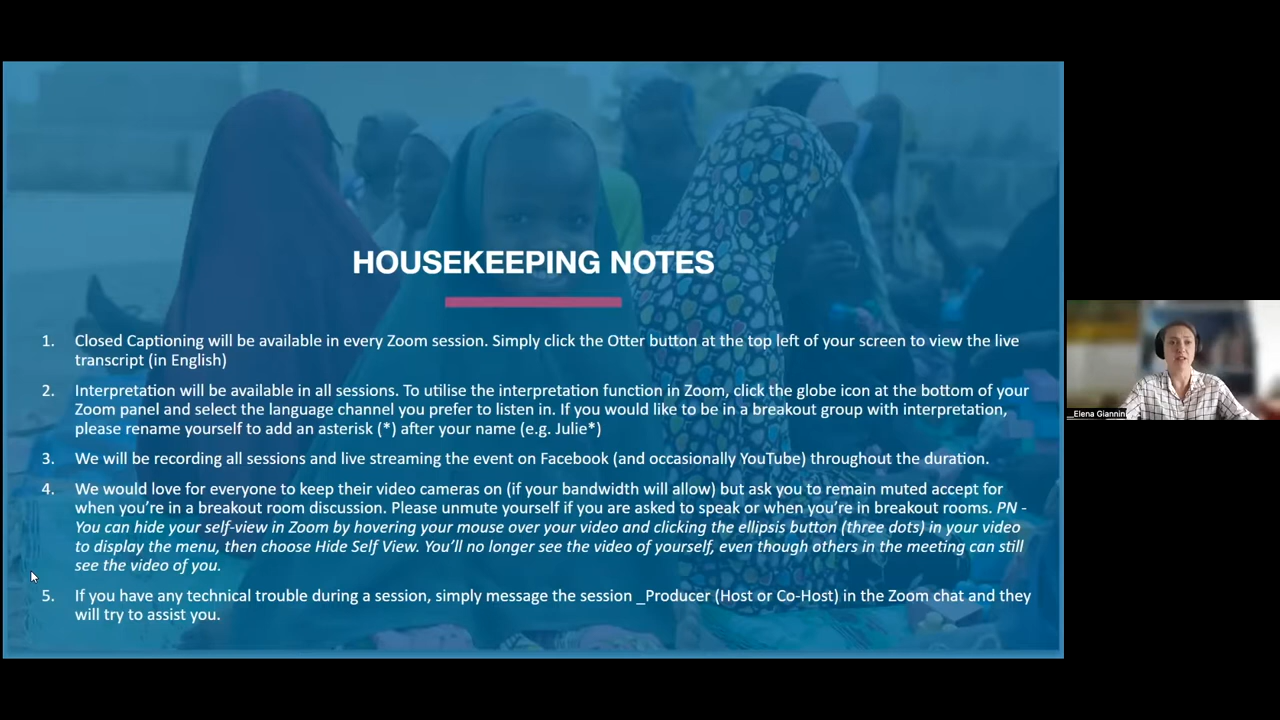 HOUSEKEEPING NOTES
1. Closed Captioning will be available in every Zoom session. Simply click the Otter button at the top left of your screen to view the live
transcript (in English)
2. Interpretation will be available in all sessions. To utilise the interpretation function in Zoom, click the globe icon at the bottom of your
Zoom panel and select the language channel you prefer to listen in. If you would like to be in a breakout group with interpretation,
please rename yourself to add an asterisk (*) after your name (e.g. Julie*)
3. We will be recording all sessions and live streaming the event on Facebook (and occasionally YouTube) throughout the duration.
4. We would love for everyone to keep their video cameras on (if your bandwidth will allow) but ask you to remain muted accept for
when you’re in a breakout room discussion. Please unmute yourself if you are asked to speak or when you’re in breakout rooms. PN -
You can hide your self-view in Zoom by hovering your mouse over your video and clicking the ellipsis button (three dots) in your video
to display the menu, then choose Hide Self View. You’ll no longer see the video of yourself, even though others in the meeting can still
see the video of you.
5. If you have any technical trouble during a session, simply message the session _Producer (Host or Co-Host) in the Zoom chat and they
will try to assist you.
_Elena Giannini